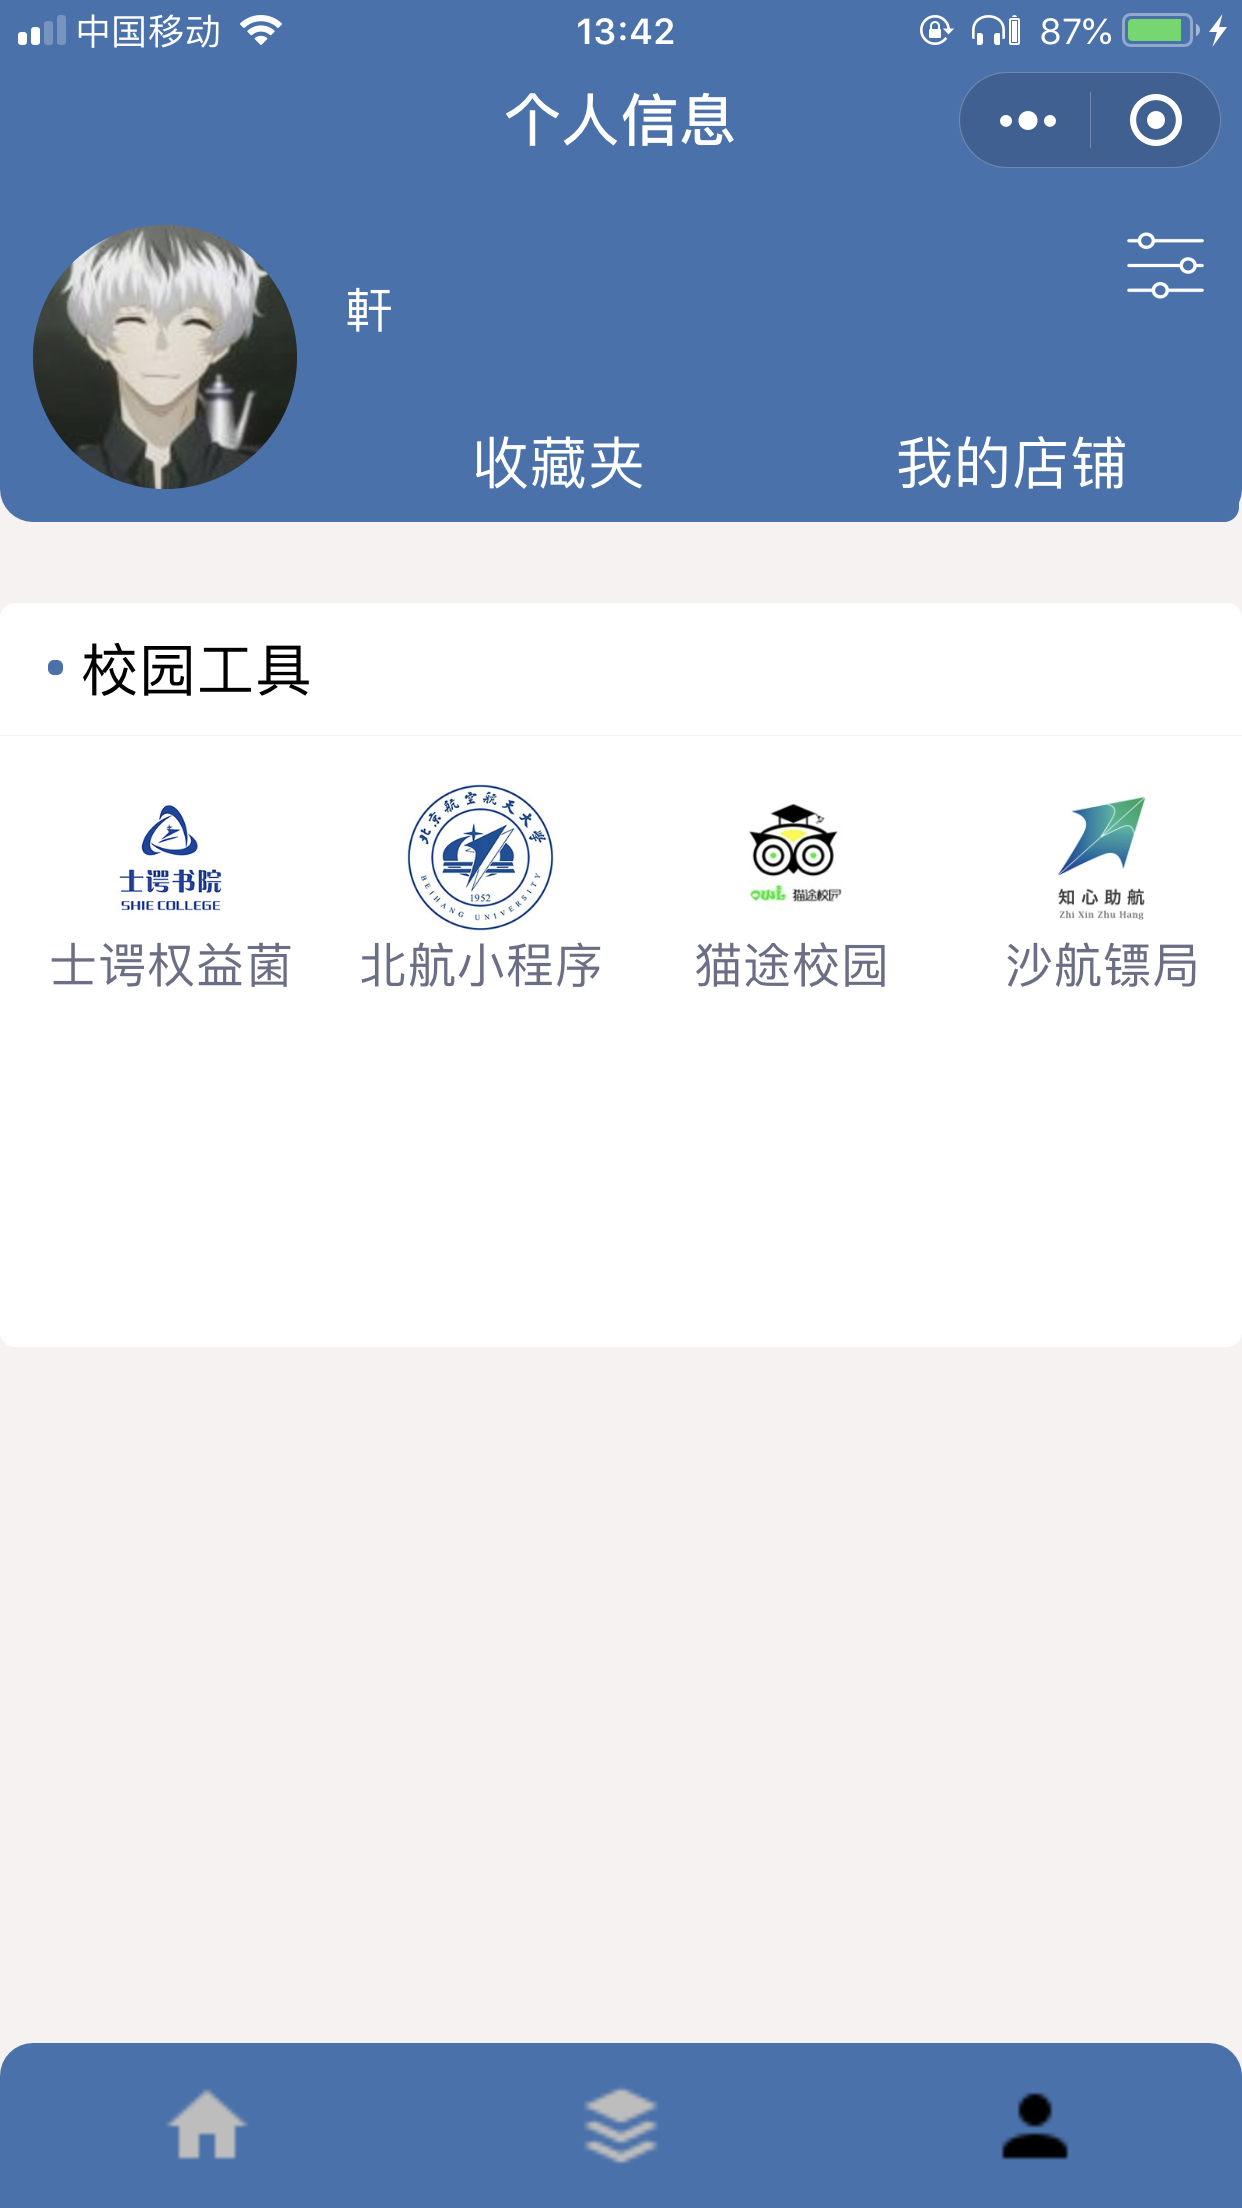 中国移动 13:42 87%
个人信息
軒
收藏夹 我的店铺
校园工具
士谔书院
SHIE COLLEGE
北京航空航天大学
1952
BEIHANG UNIVERSITY
猫途校园
知心助航
Zhi Xin Zhu Hang
士谔权益菌 北航小程序 猫途校园 沙航镖局